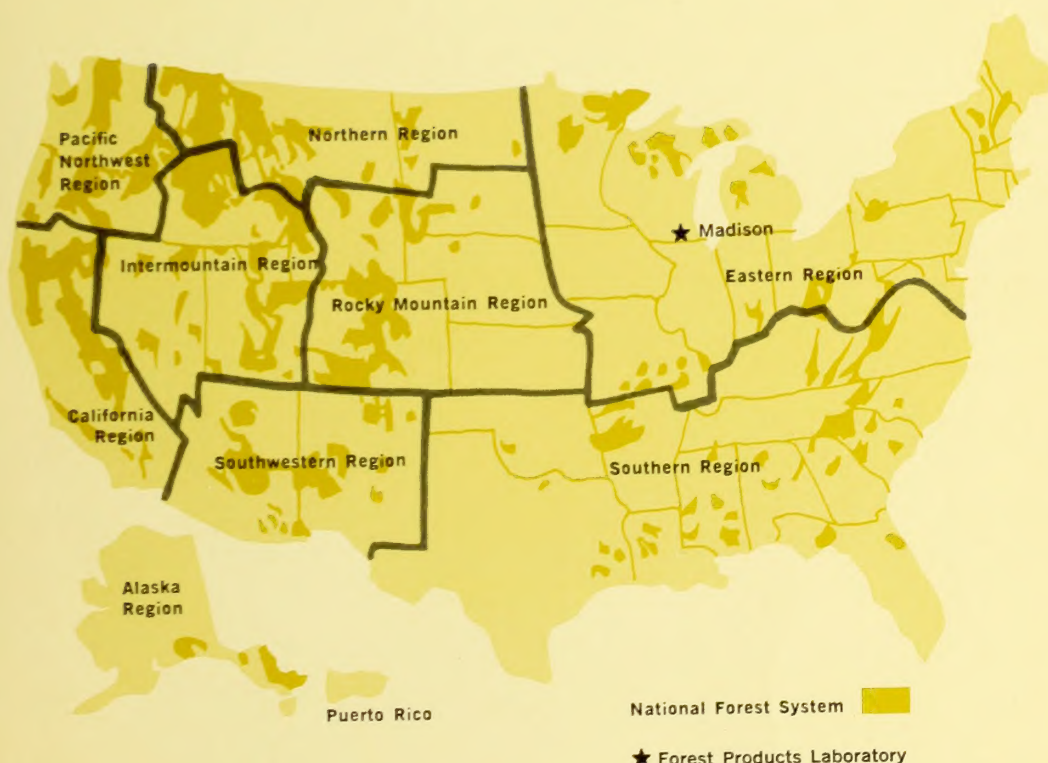 Pacific
Northwest
Region
Northern Region
Madison
Intermountain Region
Eastern Region
Rocky Mountain Region
California
Region
Southwestern Region
Southern Region
Alaska
Region
Puerto Rico
National Forest System
Forest Products Laboratory